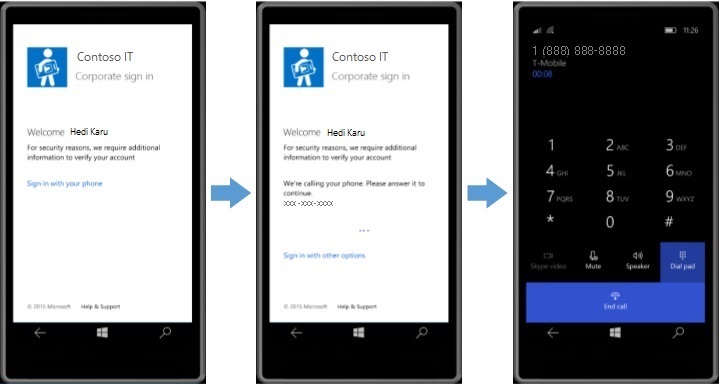 Contoso IT
Corporate sign in
Welcome Hedi Karu
For security reasons, we require additional
information to verify your account
Sign in with your phone
© 2015 Microsoft Help & Support
Contoso IT
Corporate sign in
Welcome Hedi Karu
For security reasons, we require additional
information to verify your account
We're calling your phone. Please answer it to
continue.
xxx-xxx-xxxx
Sign in with other options
© 2015 Microsoft Help & Support
11:26
1 (888) 888-8888
T-Mobile
00:08
1 2 ABC 3 DEF
4 GHI 5 JKL 6 MNO
7 PQRS 8 TUV 9 WXYZ
* 0 #
Skype video Mute Speaker Dial pad
End call